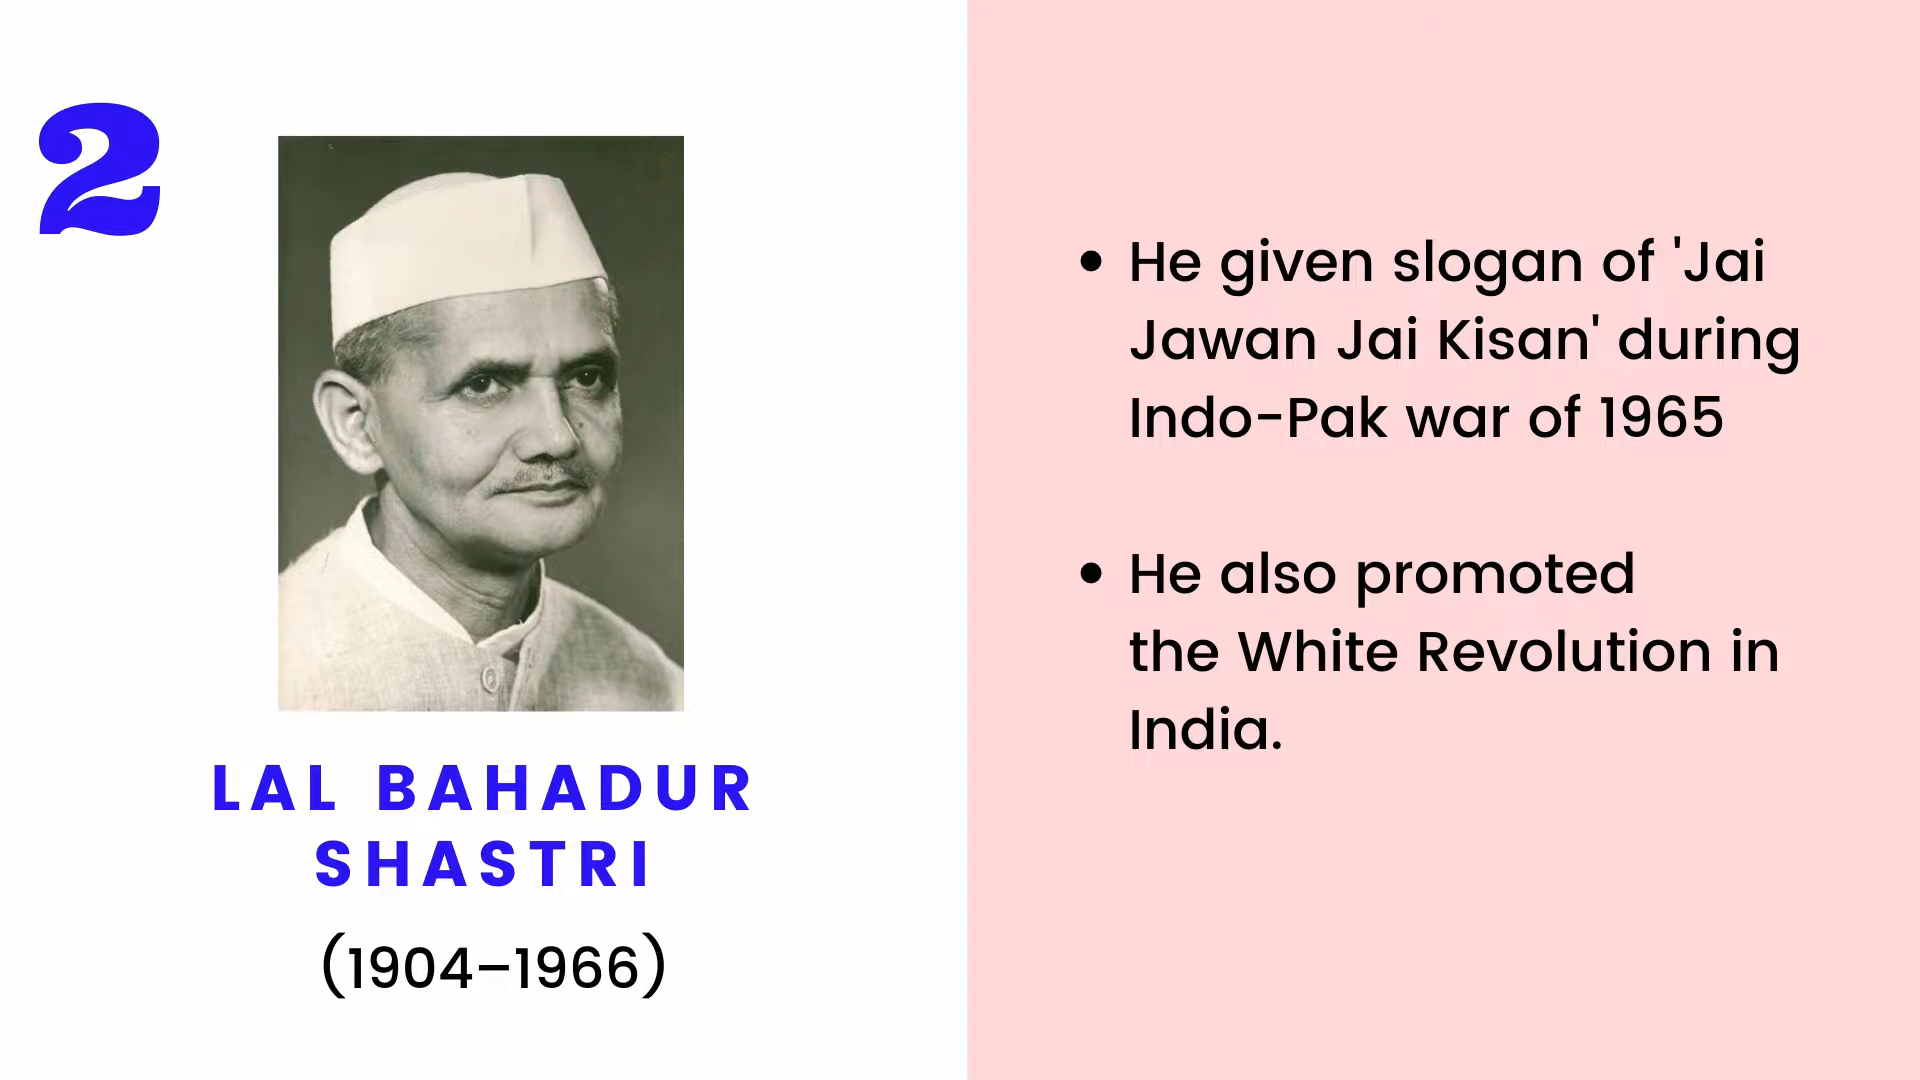 2
LAL BAHADUR
SHASTRI
(1904–1966)
• He given slogan of 'Jai
Jawan Jai Kisan' during
Indo-Pak war of 1965
• He also promoted
the White Revolution in
India.